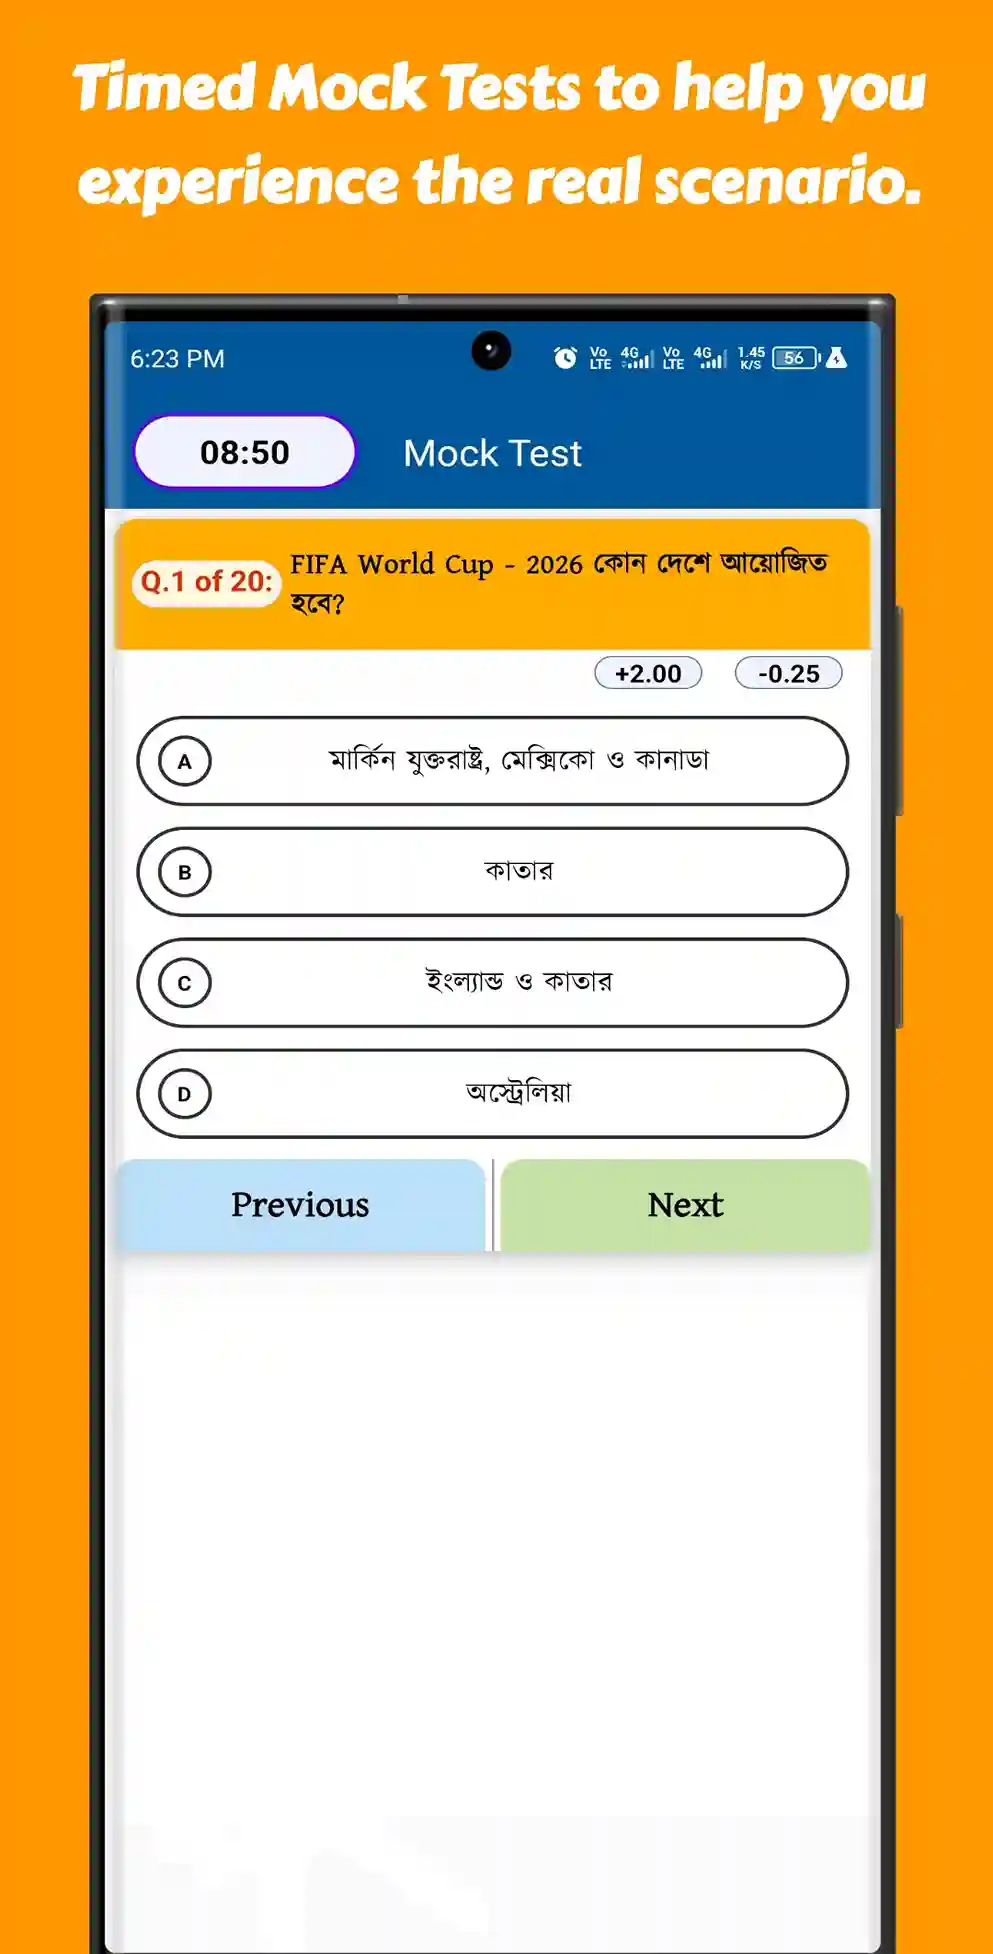 Timed Mock Tests to help you
experience the real scenario.
6:23 PM
Vo LTE 4G Vo LTE 4G 1.45 K/S 56
08:50
Mock Test
Q.1 of 20:
FIFA World Cup - 2026 কোন দেশে আয়োজিত
হবে?
+2.00 -0.25
A মার্কিন যুক্তরাষ্ট্র, মেক্সিকো ও কানাডা
B কাতার
C ইংল্যান্ড ও কাতার
D অস্ট্রেলিয়া
Previous Next